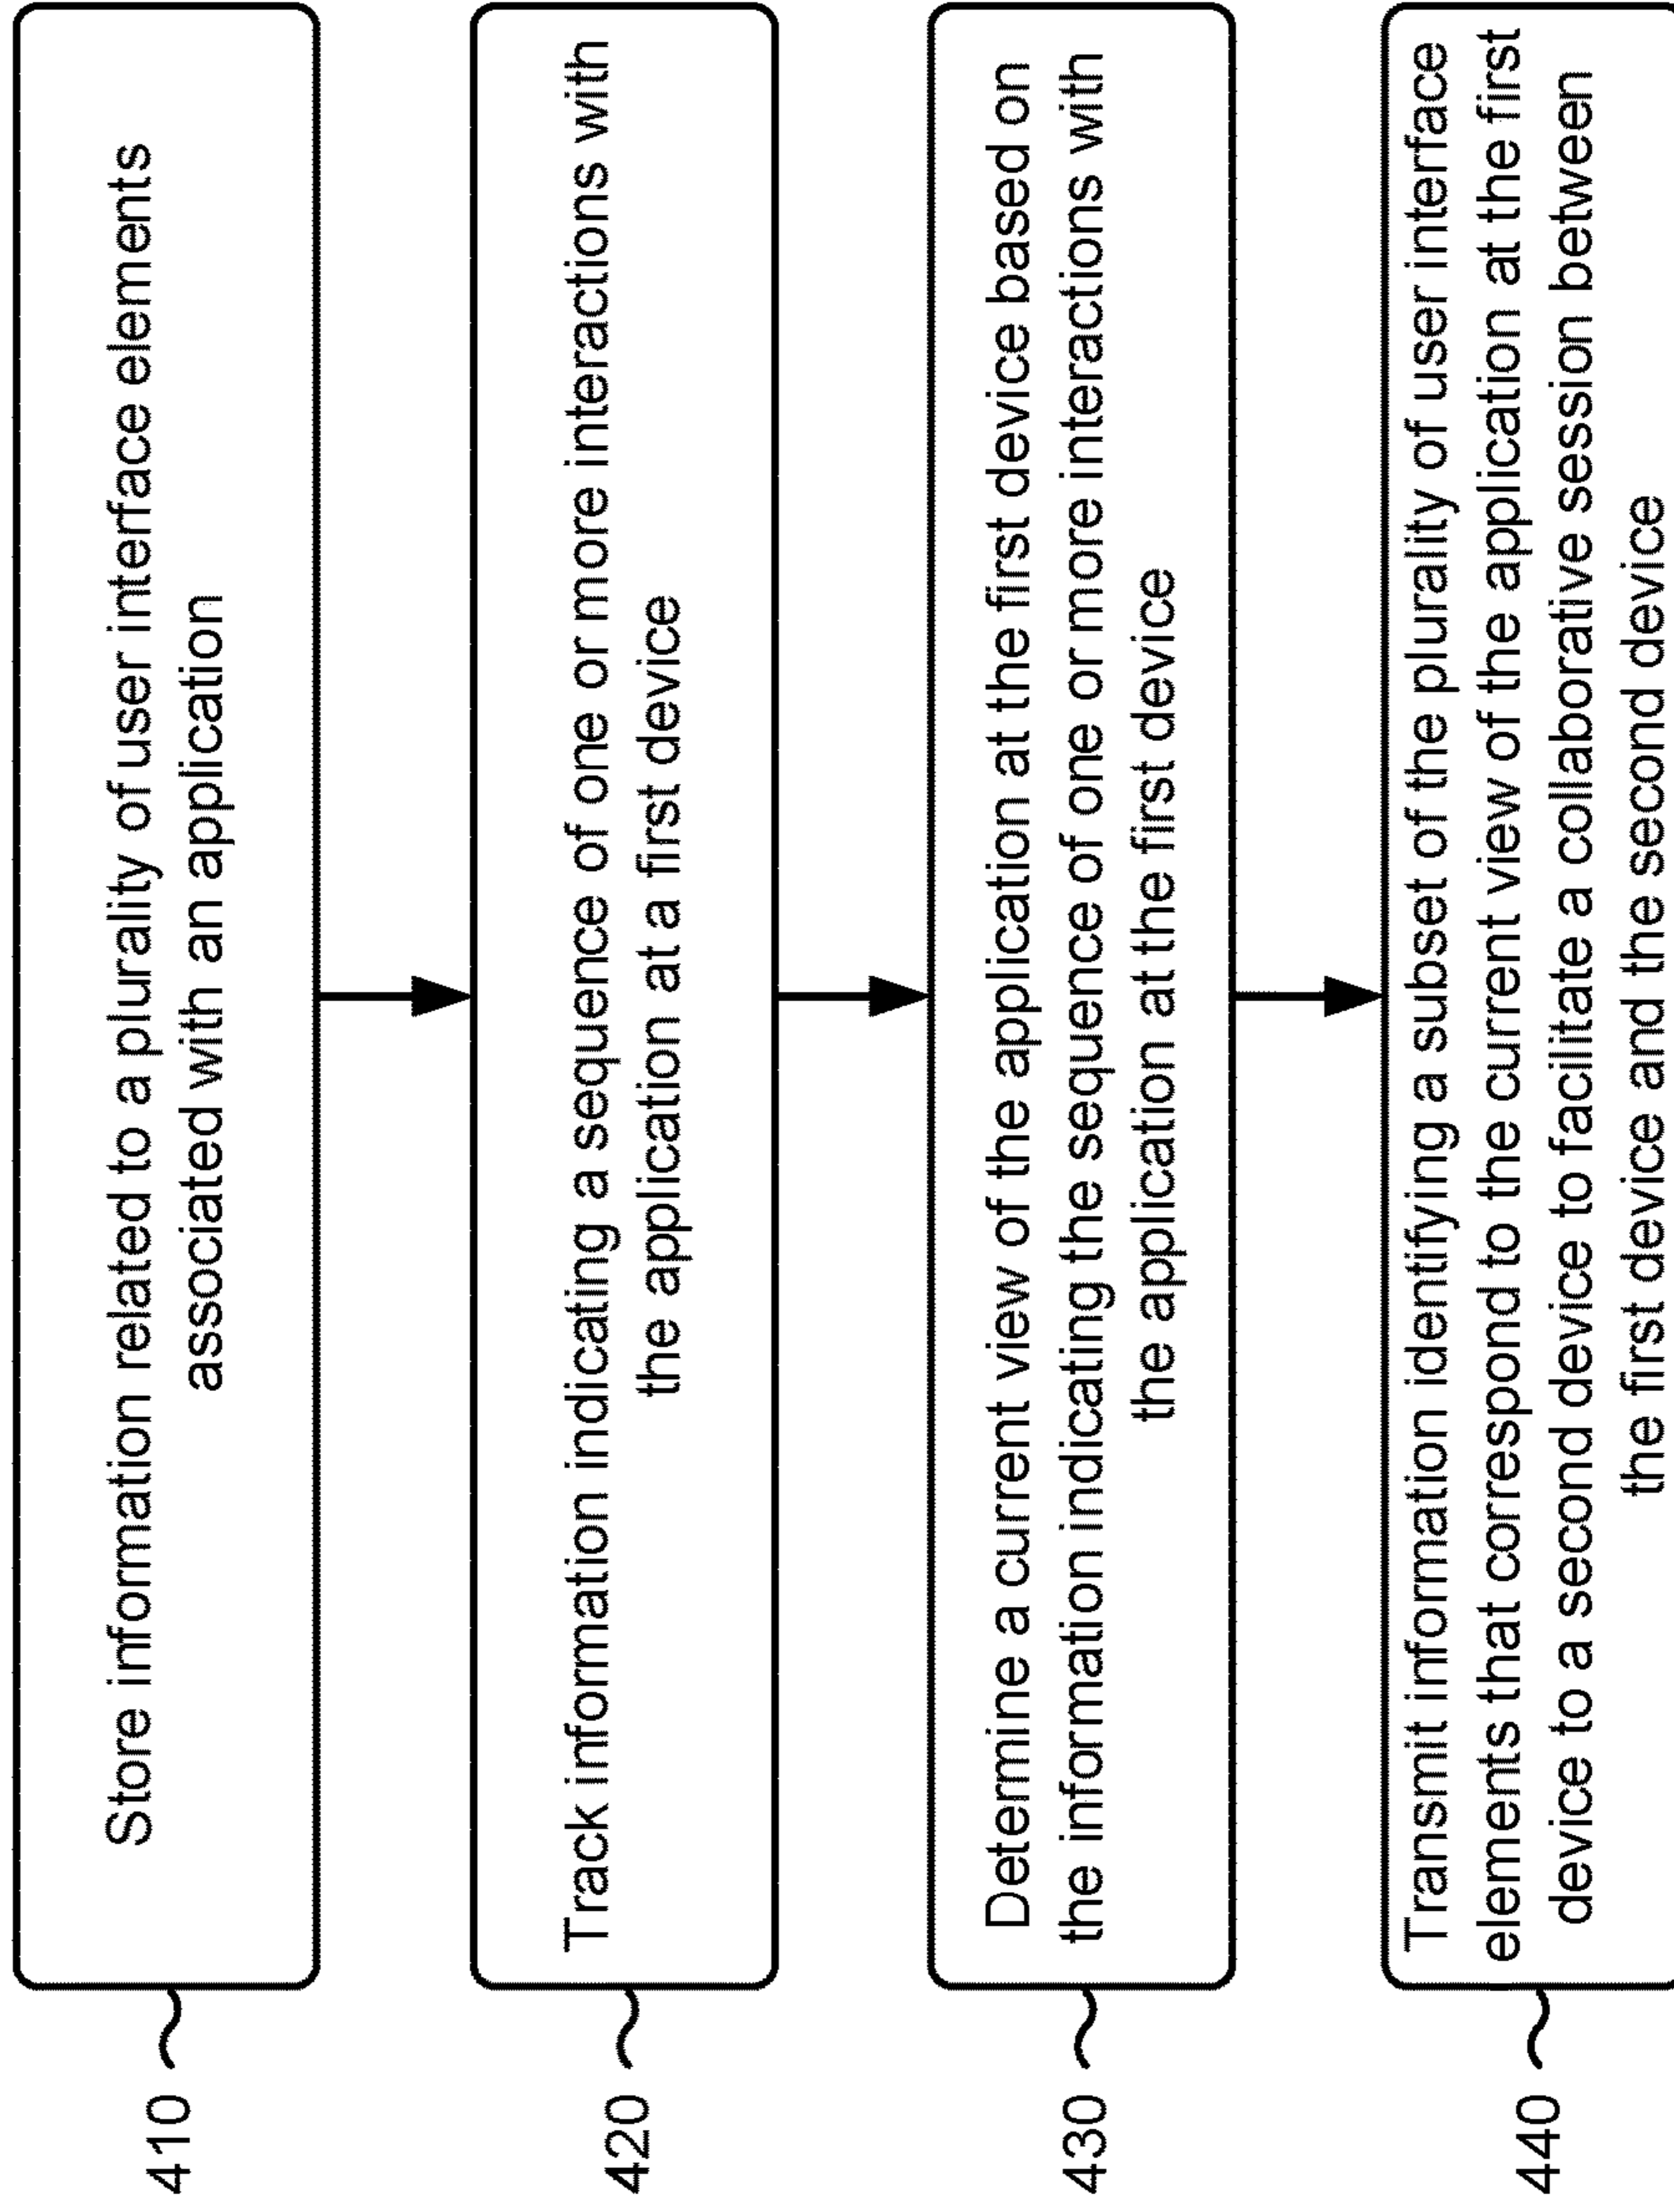 410
Store information related to a plurality of user interface elements
associated with an application
420
Track information indicating a sequence of one or more interactions with
the application at a first device
430
Determine a current view of the application at the first device based on
the information indicating the sequence of one or more interactions with
the application at the first device
440
Transmit information identifying a subset of the plurality of user interface
elements that correspond to the current view of the application at the first
device to a second device to facilitate a collaborative session between
the first device and the second device